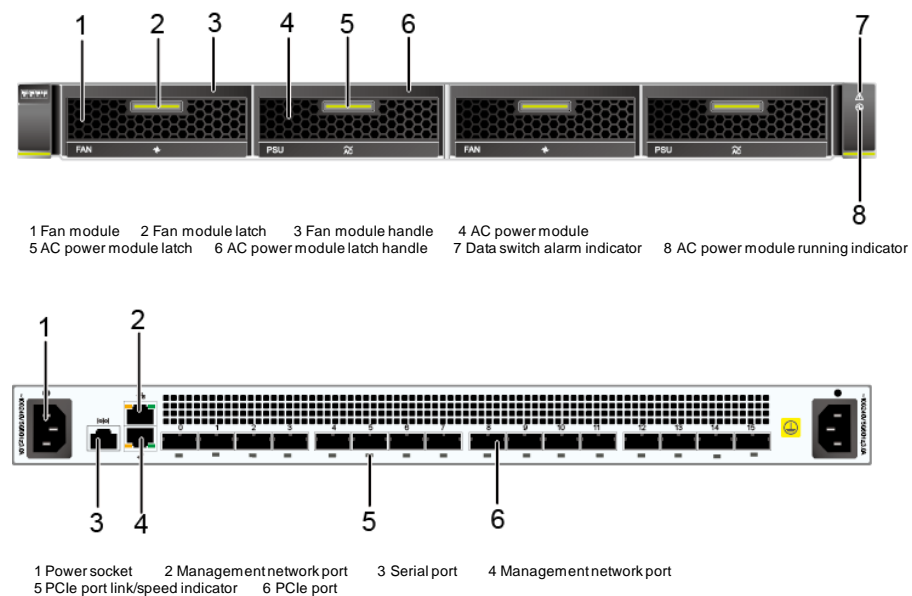 1 2 3 4 5 6 7
FAN PSU FAN PSU
8
1 Fan module 2 Fan module latch 3 Fan module handle 4 AC power module
5 AC power module latch 6 AC power module latch handle 7 Data switch alarm indicator 8 AC power module running indicator
1 2
0 1 2 3 4 5 6 7 8 9 10 11 12 13 14 15
3 4 5 6
1 Power socket 2 Management network port 3 Serial port 4 Management network port
5 PCIe port link/speed indicator 6 PCIe port